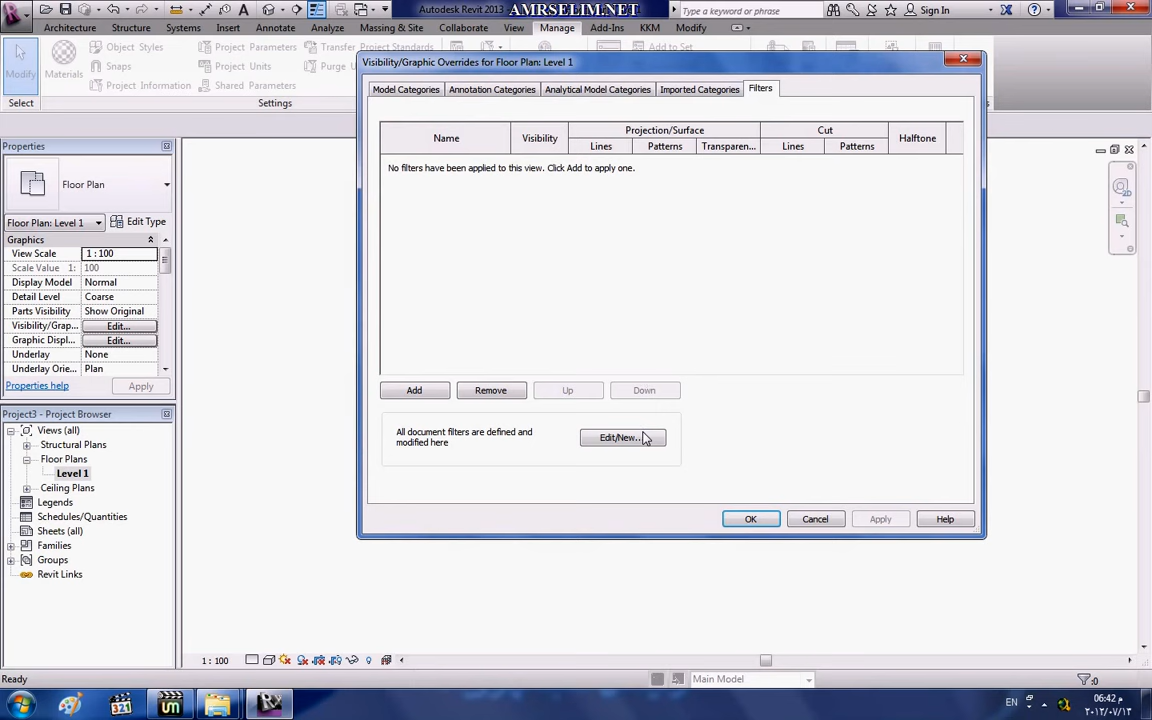 Autodesk Revit 2013
AMRSELIM.NET
Type a keyword or phrase
Sign In
Architecture
Structure
Systems
Insert
Annotate
Analyze
Massing & Site
Collaborate
View
Manage
Add-Ins
KKM
Modify
Modify
Materials
Object Styles
Snaps
Project Information
Project Parameters
Project Units
Shared Parameters
Transfer Project Standards
Purge
Add to Set
Select
Settings
Visibility/Graphic Overrides for Floor Plan: Level 1
Model Categories
Annotation Categories
Analytical Model Categories
Imported Categories
Filters
Name
Visibility
Projection/Surface
Cut
Halftone
Lines
Patterns
Transparen...
Lines
Patterns
No filters have been applied to this view. Click Add to apply one.
Add
Remove
Up
Down
All document filters are defined and
modified here
Edit/New...
OK
Cancel
Apply
Help
Properties
Floor Plan
Floor Plan: Level 1
Edit Type
Graphics
View Scale
1 : 100
Scale Value 1:
100
Display Model
Normal
Detail Level
Coarse
Parts Visibility
Show Original
Visibility/Grap...
Edit...
Graphic Displ...
Edit...
Underlay
None
Underlay Orie...
Plan
Properties help
Apply
Project3 - Project Browser
Views (all)
Structural Plans
Floor Plans
Level 1
Ceiling Plans
Legends
Schedules/Quantities
Sheets (all)
Families
Groups
Revit Links
1 : 100
Ready
Main Model
:0
321
um
EN
06:42 م
٢٠١٢/٠٧/١٣